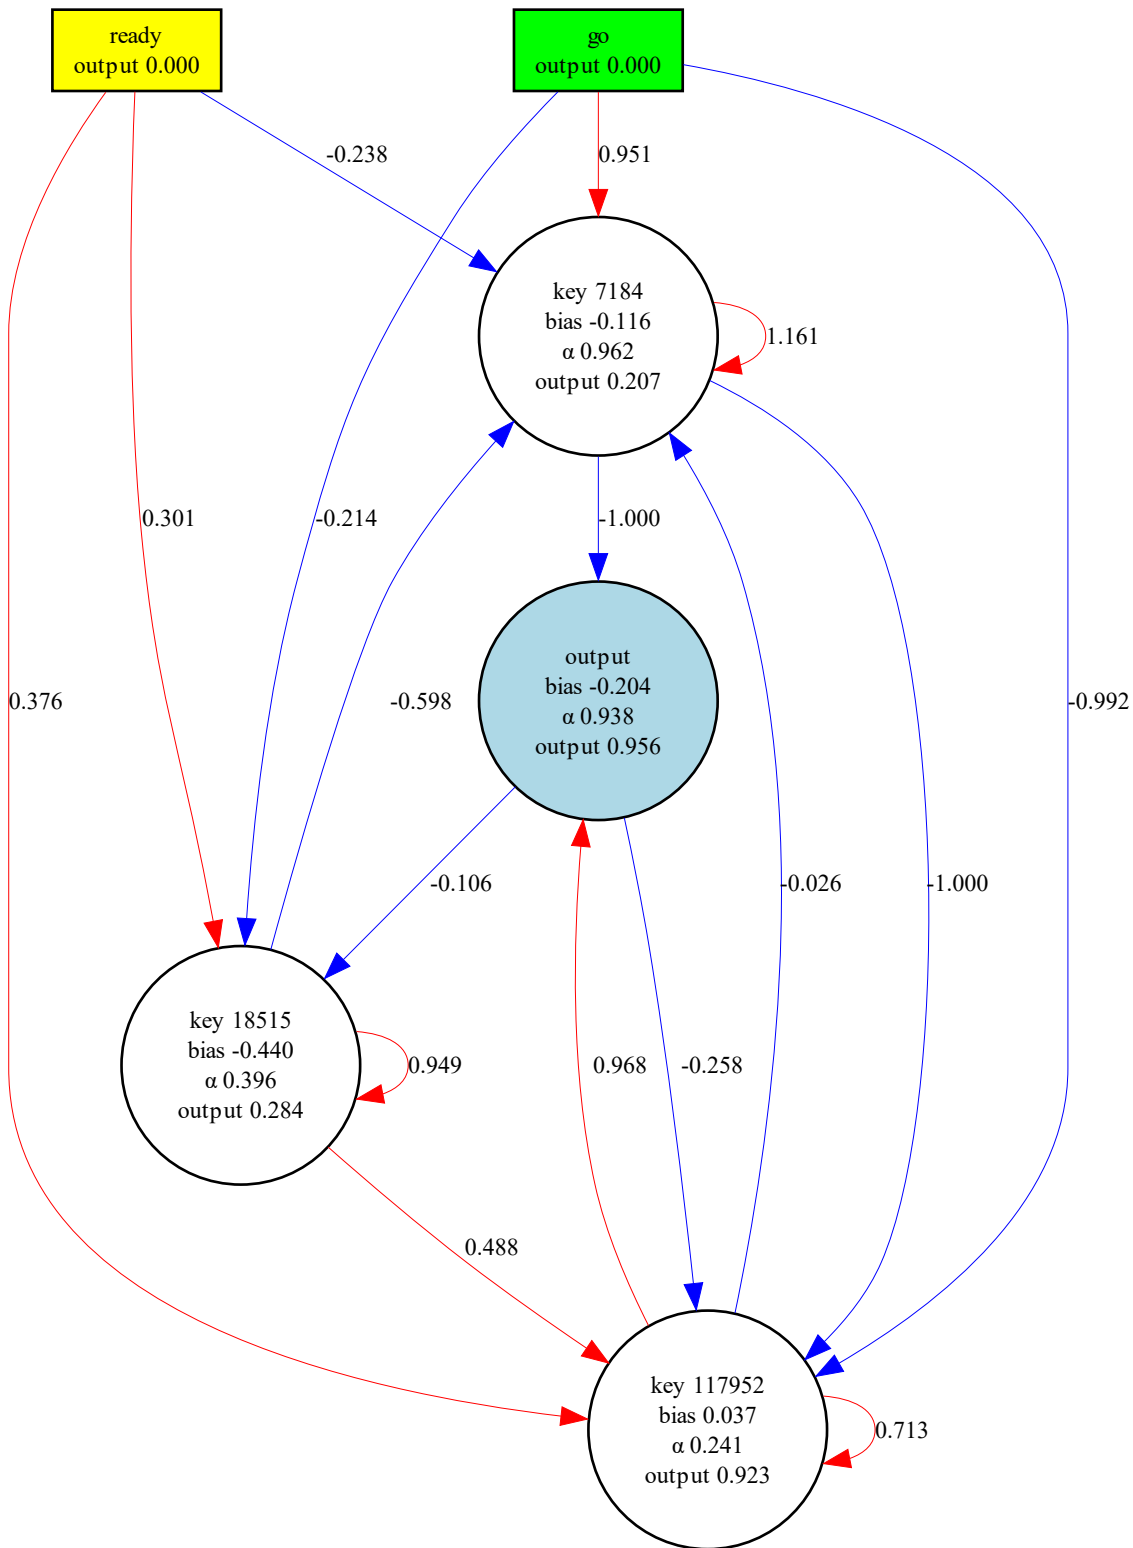 ready
output 0.000
go
output 0.000
-0.238
0.951
key 7184
bias -0.116
α 0.962
output 0.207
1.161
0.301
-0.214
-1.000
output
bias -0.204
α 0.938
output 0.956
0.376
-0.598
-0.992
-0.106
-0.026
-1.000
key 18515
bias -0.440
α 0.396
output 0.284
0.949
0.968
-0.258
0.488
key 117952
bias 0.037
α 0.241
output 0.923
0.713